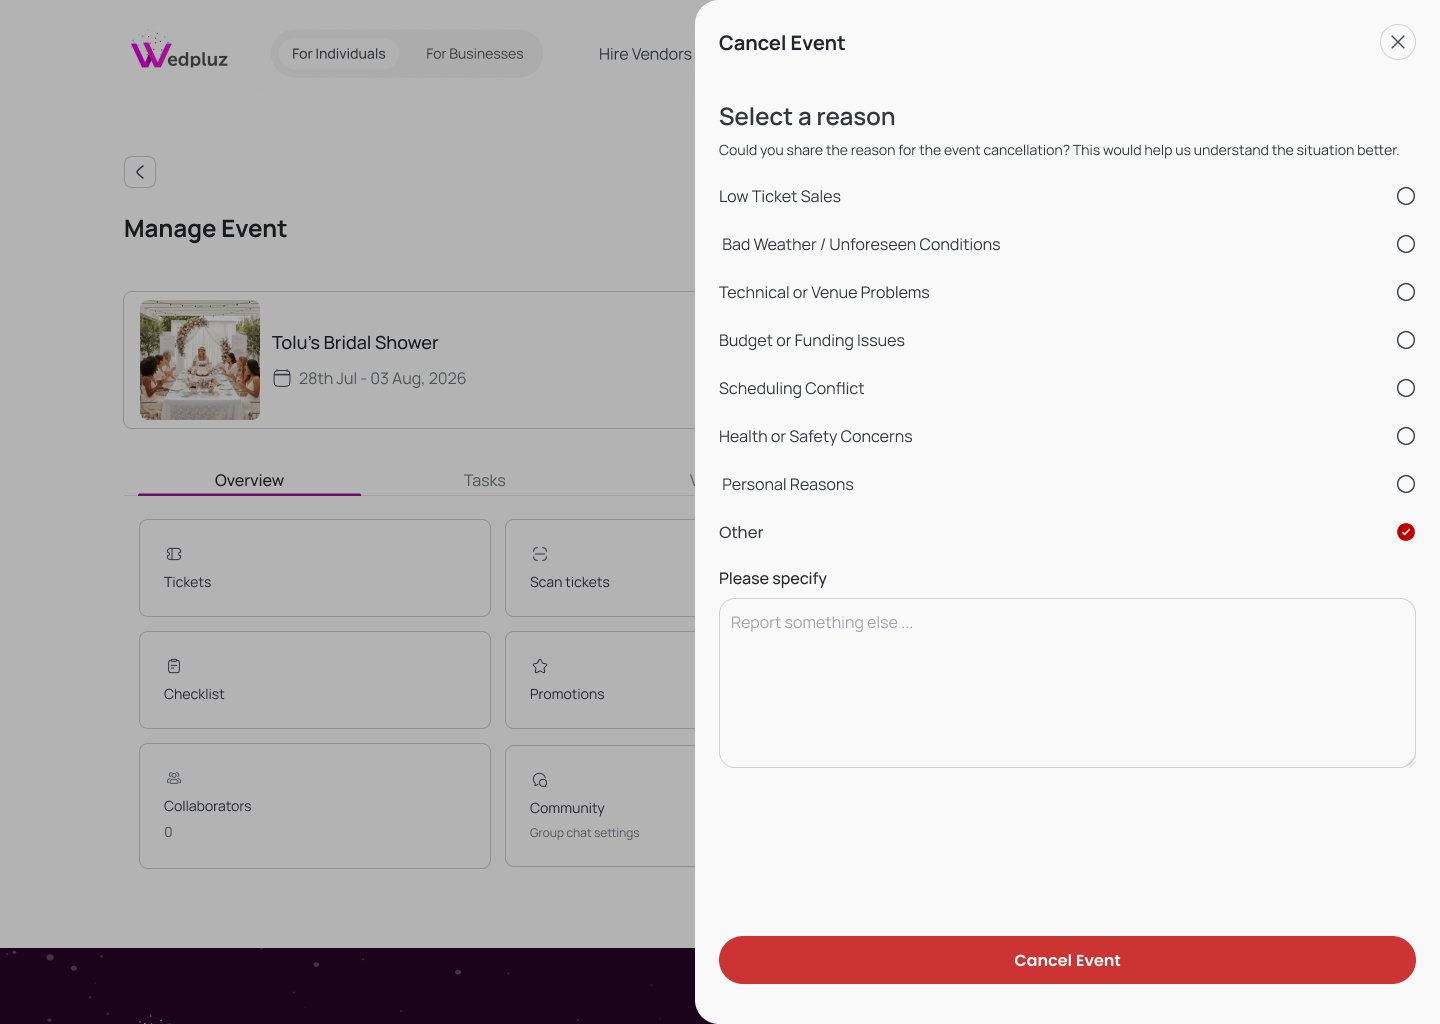 Wedpluz
For Individuals
For Businesses
Hire Vendors
Manage Event
Tolu's Bridal Shower
28th Jul - 03 Aug, 2026
Overview
Tasks
Tickets
Scan tickets
Checklist
Promotions
Collaborators
0
Community
Group chat settings
Cancel Event
Select a reason
Could you share the reason for the event cancellation? This would help us understand the situation better.
Low Ticket Sales
Bad Weather / Unforeseen Conditions
Technical or Venue Problems
Budget or Funding Issues
Scheduling Conflict
Health or Safety Concerns
Personal Reasons
Other
Please specify
Report something else ...
Cancel Event